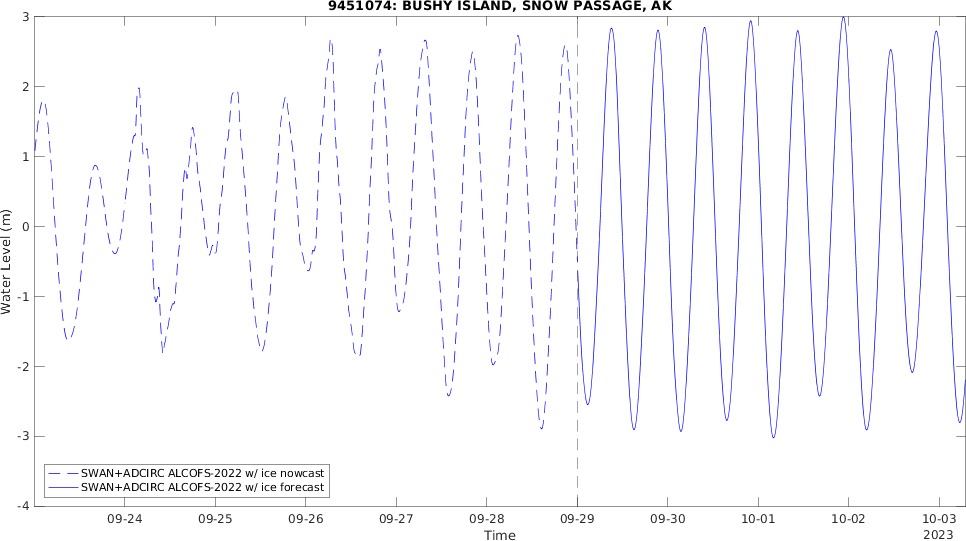 9451074: BUSHY ISLAND, SNOW PASSAGE, AK
3
2
1
0
-1
-2
-3
-4
Water Level (m)
SWAN+ADCIRC ALCOFS-2022 w/ ice nowcast
SWAN+ADCIRC ALCOFS-2022 w/ ice forecast
09-24 09-25 09-26 09-27 09-28 09-29 09-30 10-01 10-02 10-03
Time
2023